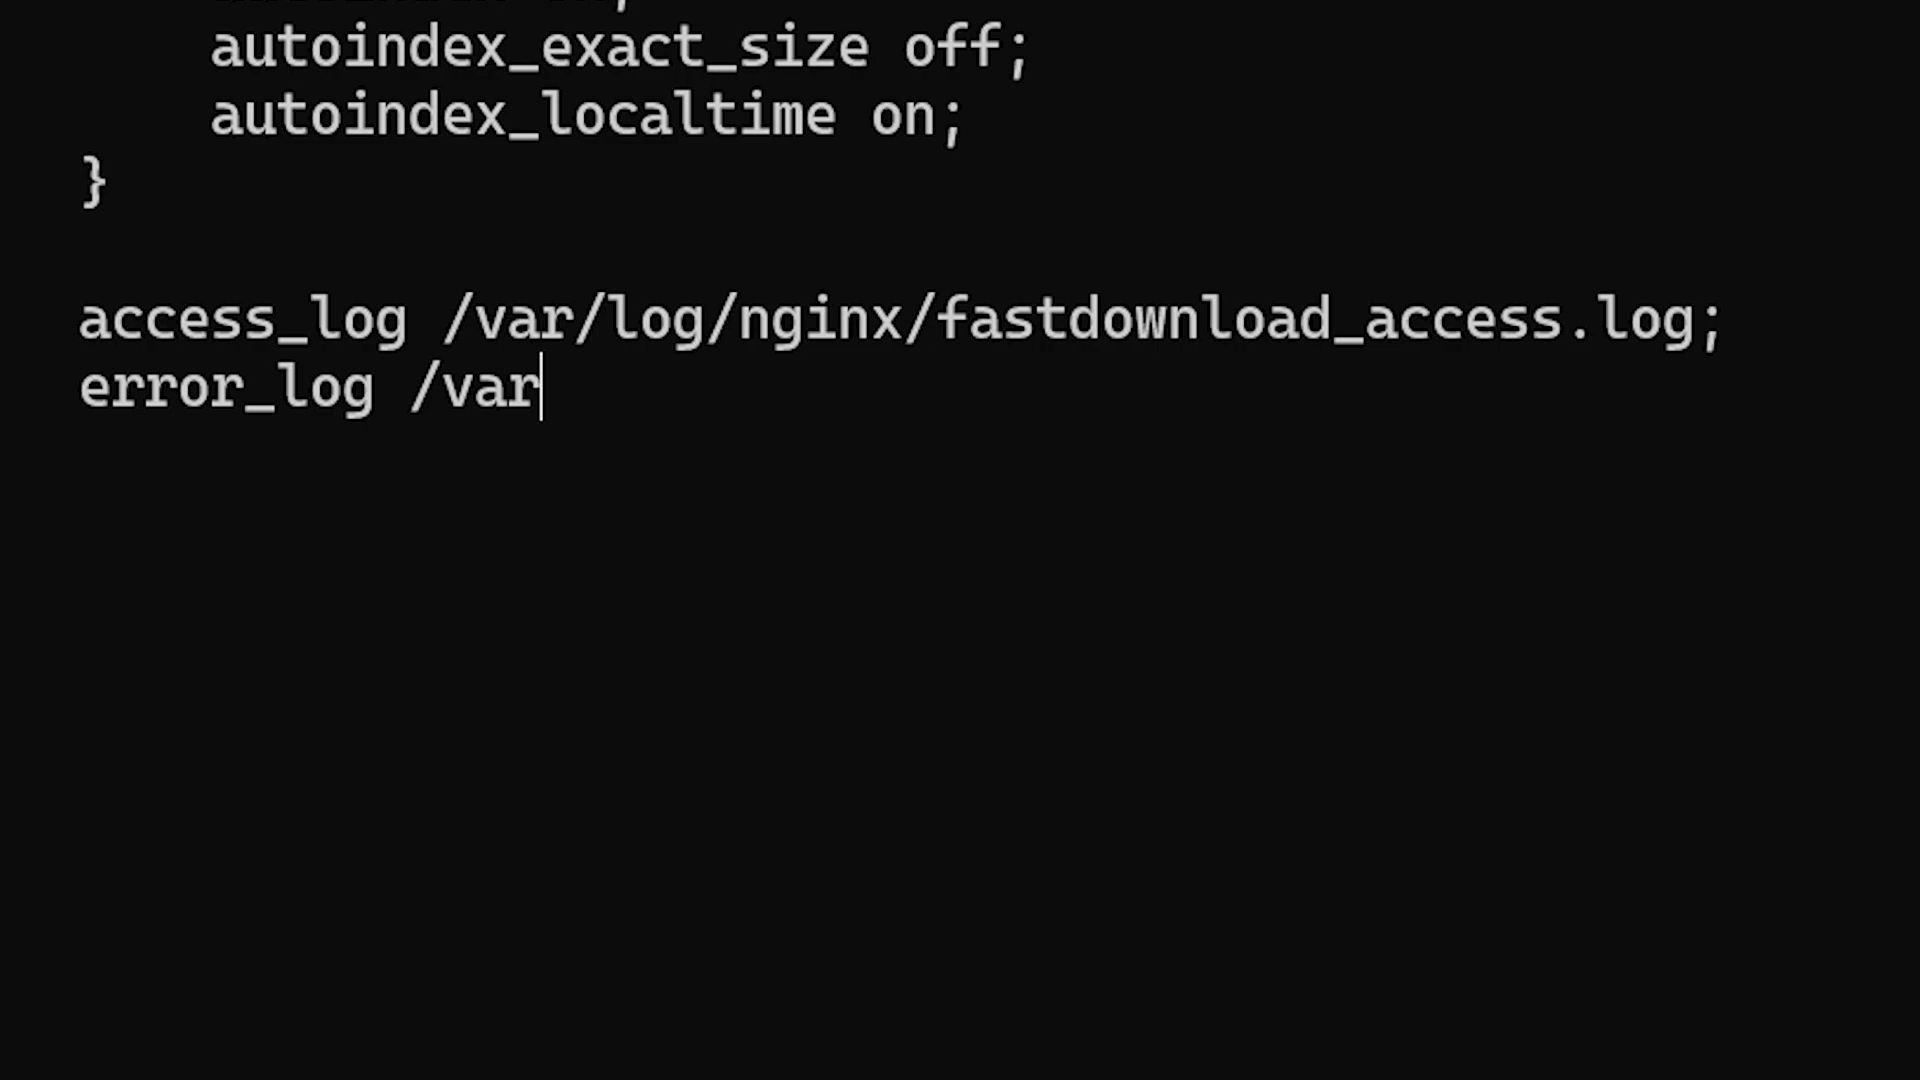 autoindex_exact_size off;
autoindex_localtime on;
}
access_log /var/log/nginx/fastdownload_access.log;
error_log /var